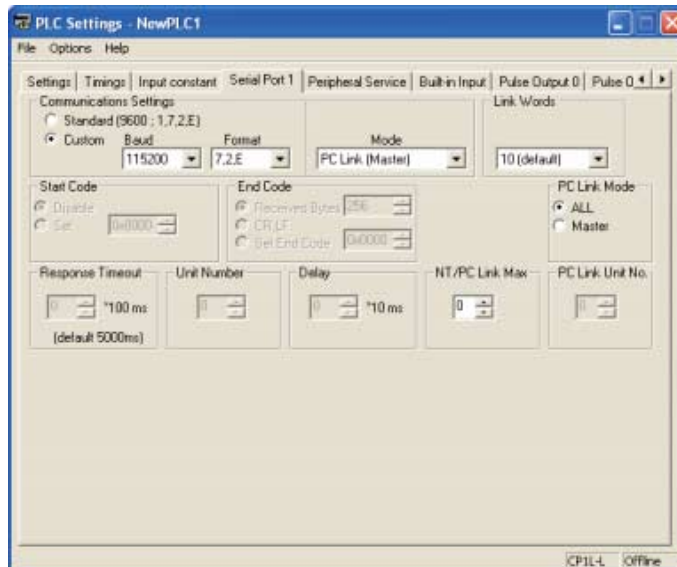 PLC Settings - NewPLC1
File Options Help
Settings Timings Input constant Serial Port 1 Peripheral Service Built-in Input Pulse Output 0 Pulse O
Communications Settings
Link Words
Standard (9600 ; 1,7,2,E)
Custom Baud Format Mode
115200 7,2,E PC Link (Master) 10 (default)
Start Code End Code PC Link Mode
Disable Received Bytes 256 ALL
Set 0x0000 CR,LF Master
Set End Code 0x0000
Response Timeout Unit Number Delay NT/PC Link Max PC Link Unit No.
0 *100 ms 0 0 *10 ms 0 0
(default 5000ms)
CP1L-L Offline